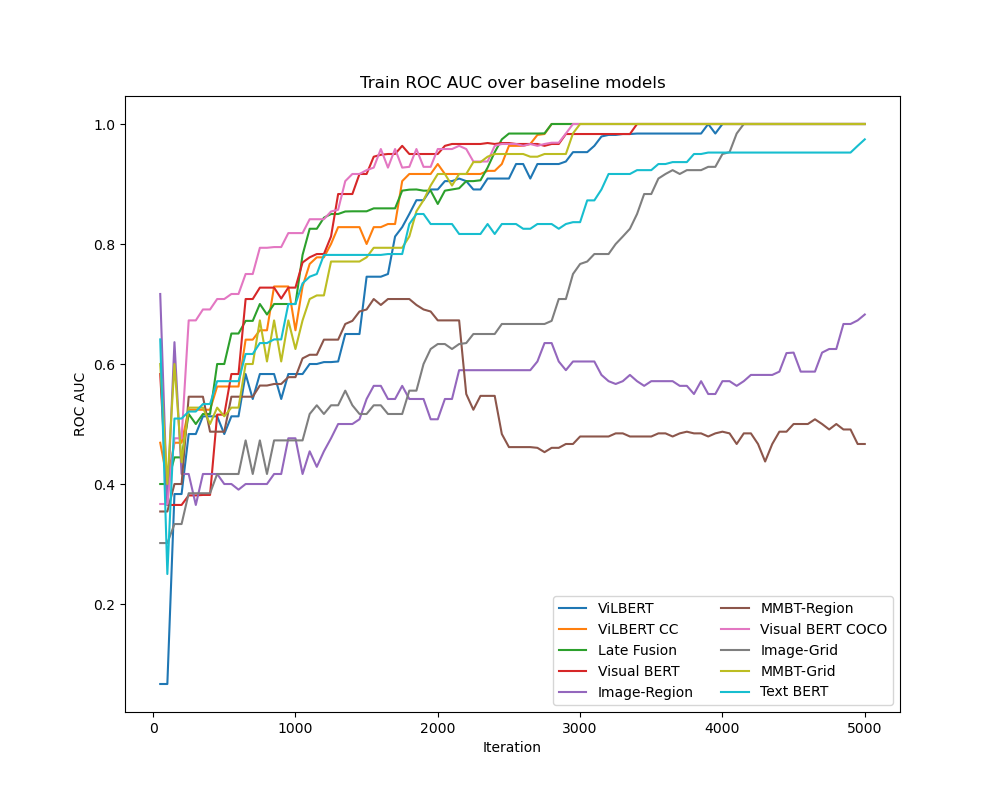 Train ROC AUC over baseline models
ROC AUC
1.0
0.8
0.6
0.4
0.2
0 1000 2000 3000 4000 5000
Iteration
ViLBERT
ViLBERT CC
Late Fusion
Visual BERT
Image-Region
MMBT-Region
Visual BERT COCO
Image-Grid
MMBT-Grid
Text BERT